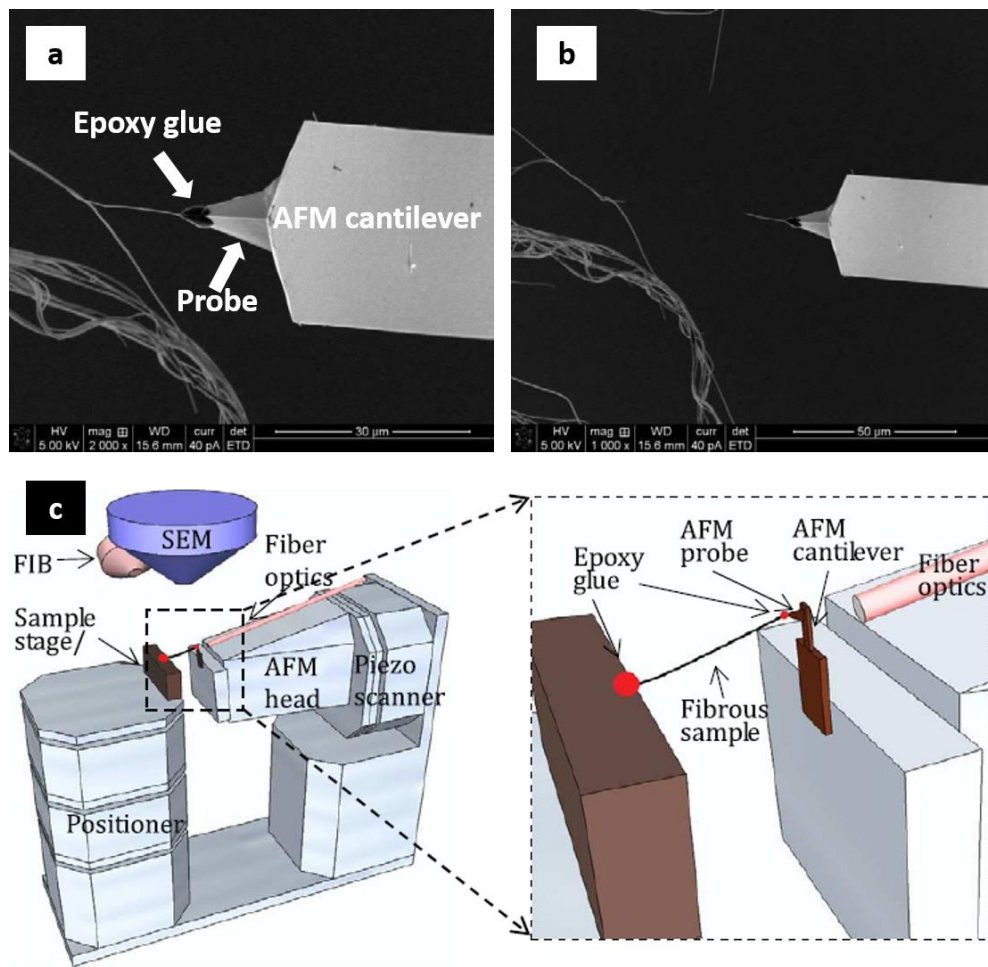 a
Epoxy glue
AFM cantilever
Probe
HV mag WD curr det
5.00 kV 2 000 x 15.6 mm 40 pA ETD
30 µm
b
HV mag WD curr det
5.00 kV 1 000 x 15.6 mm 40 pA ETD
50 µm
c
SEM
FIB
Fiber
optics
Sample
stage/
AFM
head
Piezo
scanner
Positioner
Epoxy
glue
AFM
probe
AFM
cantilever
Fiber
optics
Fibrous
sample